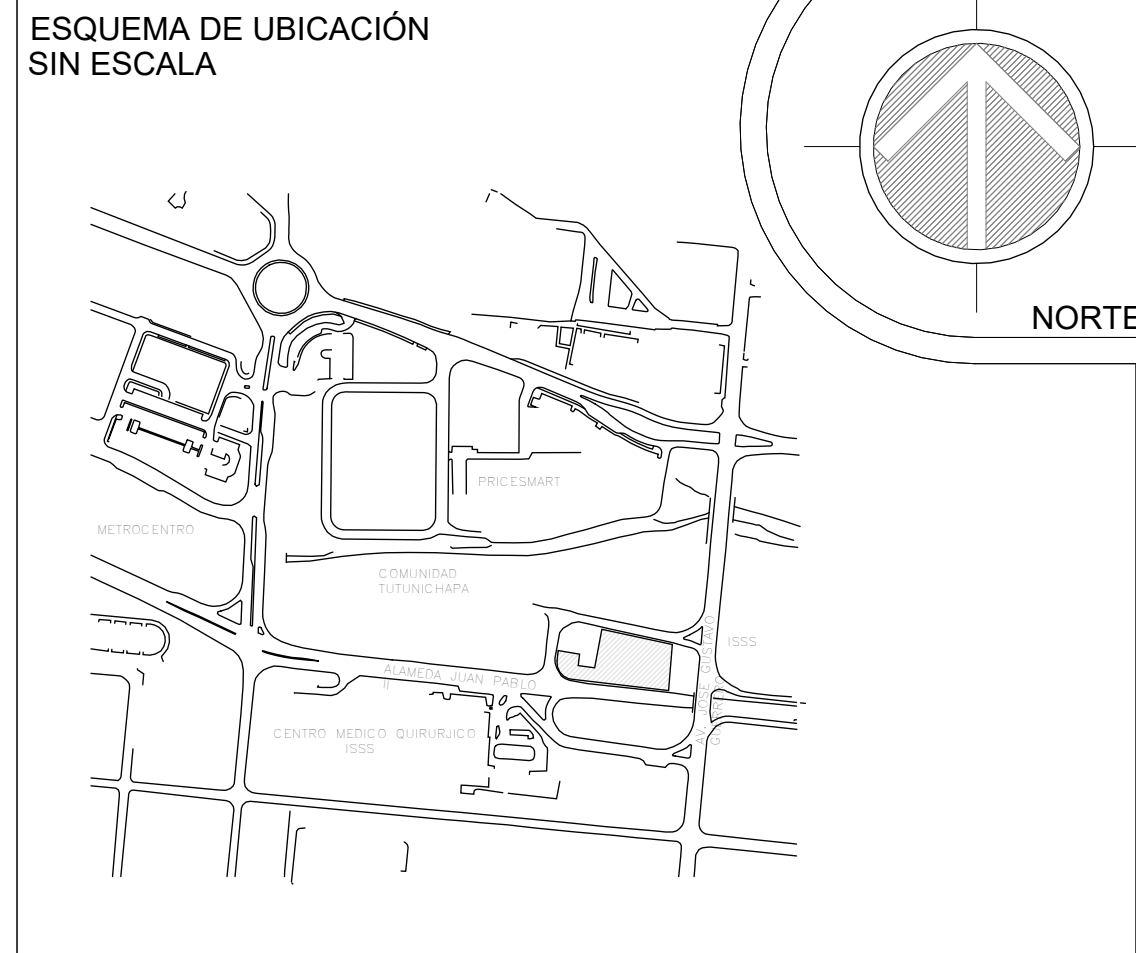 ESQUEMA DE UBICACIÓN
SIN ESCALA
NORTE
PRICESMART
METROCENTRO
COMUNIDAD
TUTUNICHAPA
ISSS
ALAMEDA JUAN PABLO
II
AV. JOSE GUSTAVO
GUERRERO
CENTRO MEDICO QUIRURJICO
ISSS